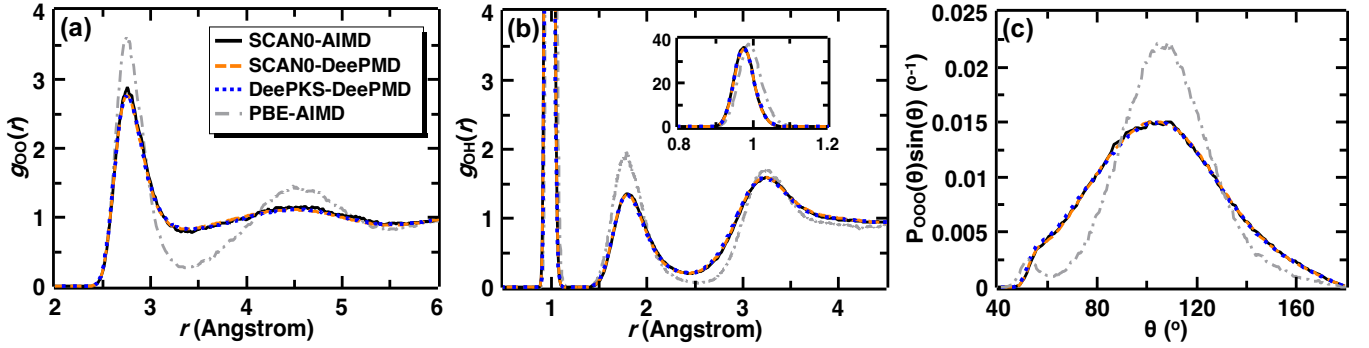 (a)
SCAN0-AIMD
SCAN0-DeePMD
DeePKS-DeePMD
PBE-AIMD
gOO(r)
4
3
2
1
0
2 3 4 5 6
r (Angstrom)
(b)
gOH(r)
4
3
2
1
0
1 2 3 4
r (Angstrom)
40
20
0
0.8 1 1.2
(c)
POOO(θ)sin(θ) (o-1)
0.025
0.02
0.015
0.01
0.005
0
40 80 120 160
θ (o)